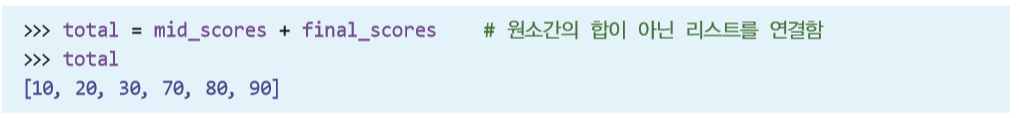 >>> total = mid_scores + final_scores    # 원소간의 합이 아닌 리스트를 연결함
>>> total
[10, 20, 30, 70, 80, 90]